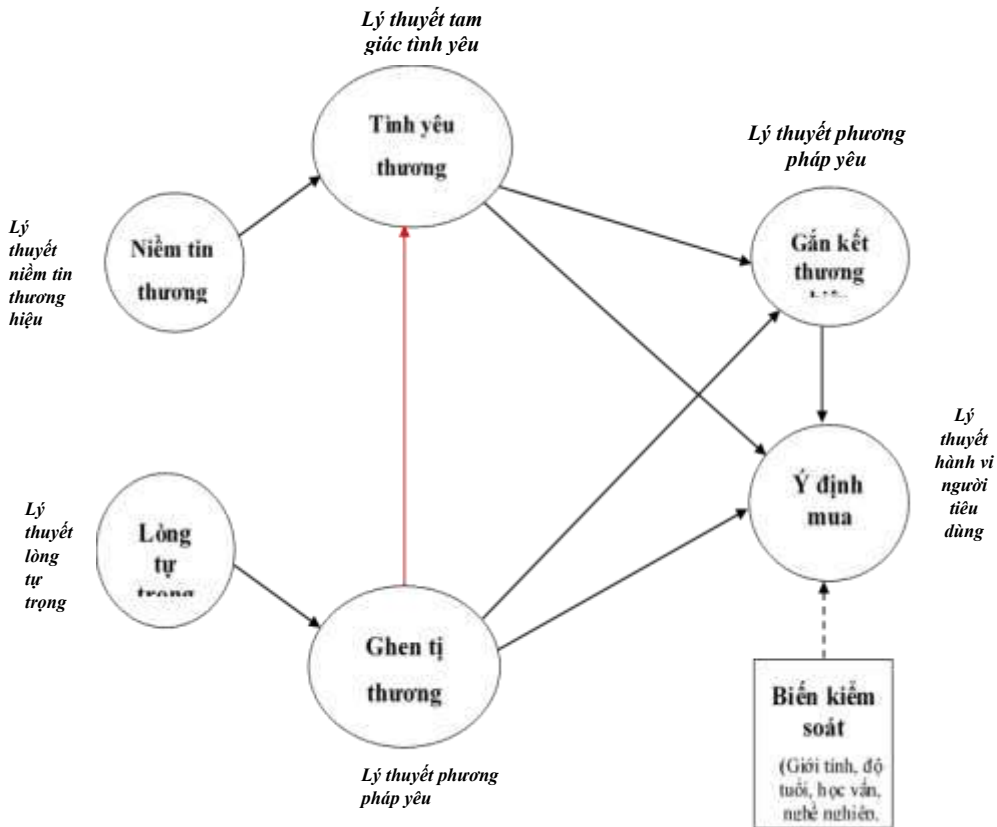 Lý thuyết tam
giác tình yêu
Tình yêu
thương
Lý thuyết phương
pháp yêu
Lý
thuyết
niềm tin
thương
hiệu
Niềm tin
thương
Gắn kết
thương
Lý
thuyết
hành vi
người
tiêu
dùng
Ý định
mua
Lý
thuyết
lòng
tự
trọng
Lòng
tự
trọng
Ghen tị
thương
Lý thuyết phương
pháp yêu
Biến kiểm
soát
(Giới tính, độ
tuổi, học vấn,
nghề nghiệp,